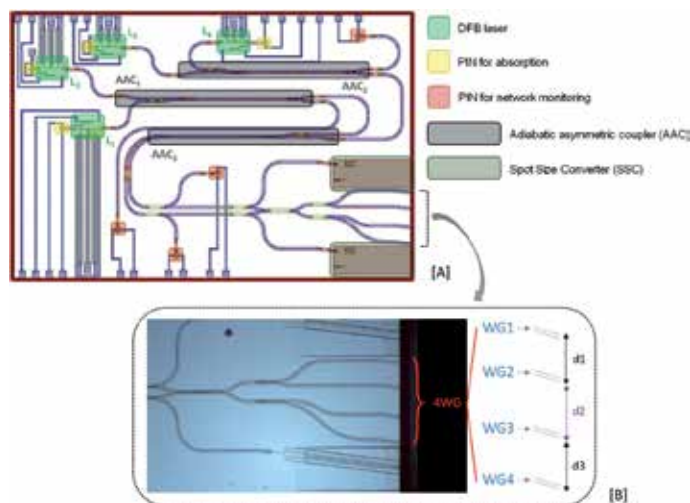 DFB laser
PIN for absorption
PIN for network monitoring
Adiabatic asymmetric coupler (AAC)
Spot Size Converter (SSC)
L4
L3
L2
AAC1
AAC2
L1
AAC3
[A]
WG1
d1
WG2
4WG
d2
WG3
d3
WG4
[B]